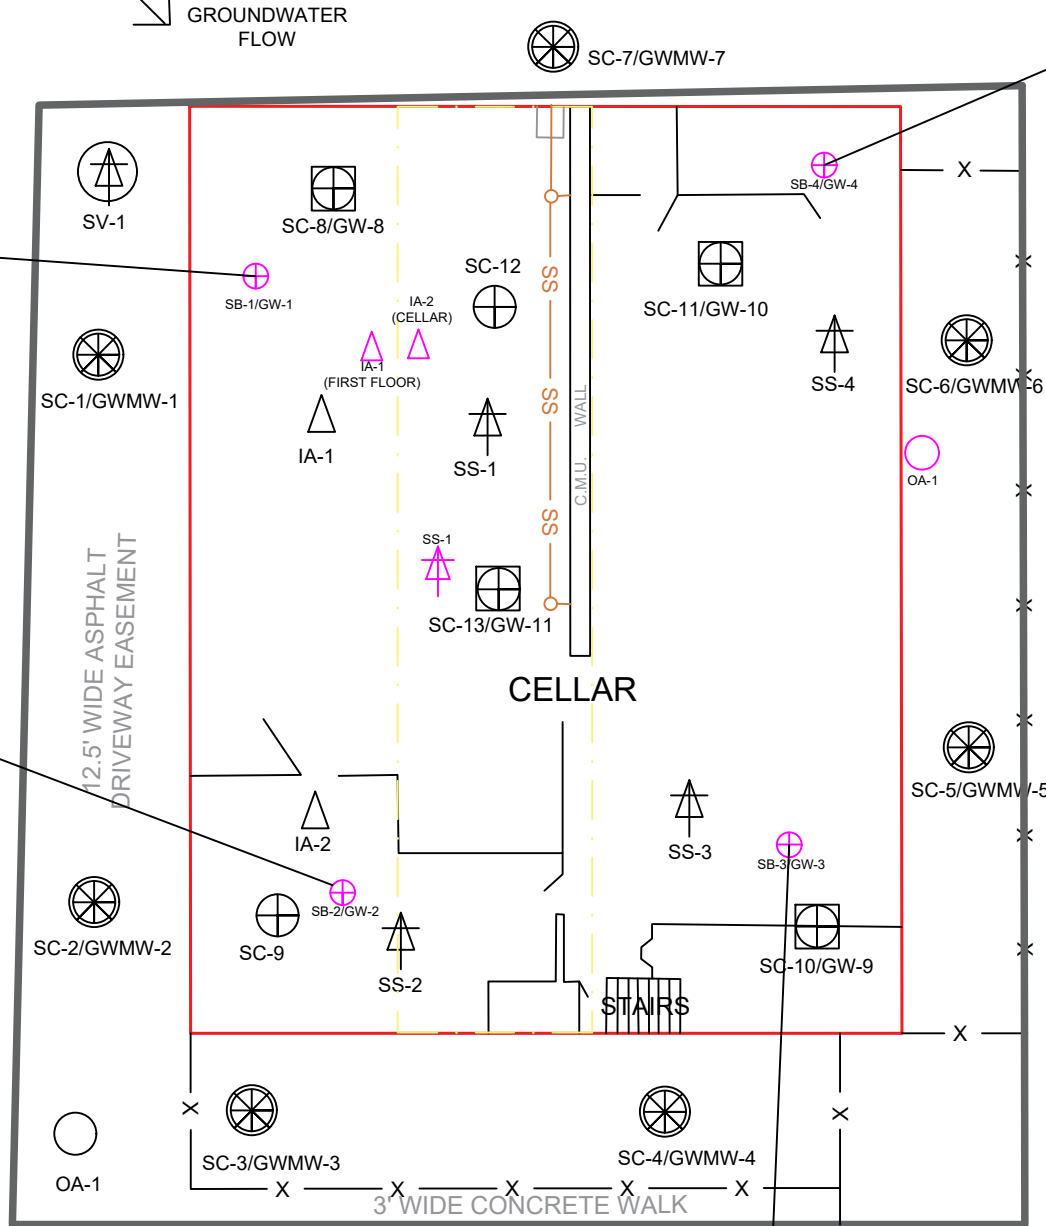 GROUNDWATER
FLOW
SC-7/GWMW-7
SV-1
SC-8/GW-8
SB-4/GW-4
X
SC-12
SS
SB-1/GW-1
IA-2
(CELLAR)
SC-11/GW-10
X
IA-1
(FIRST FLOOR)
SC-1/GWMW-1
SS-4
SC-6/GWMW-6
X
IA-1
SS-1
SS
C.M.U. WALL
OA-1
X
SS
SS-1
12.5' WIDE ASPHALT
DRIVEWAY EASEMENT
SC-13/GW-11
X
CELLAR
X
SC-5/GWMW-5
IA-2
SS-3
X
SB-3/GW-3
SB-2/GW-2
SC-2/GWMW-2
SC-9
SS-2
SC-10/GW-9
X
STAIRS
X
X
X
SC-3/GWMW-3
SC-4/GWMW-4
OA-1
X X X X X
3' WIDE CONCRETE WALK